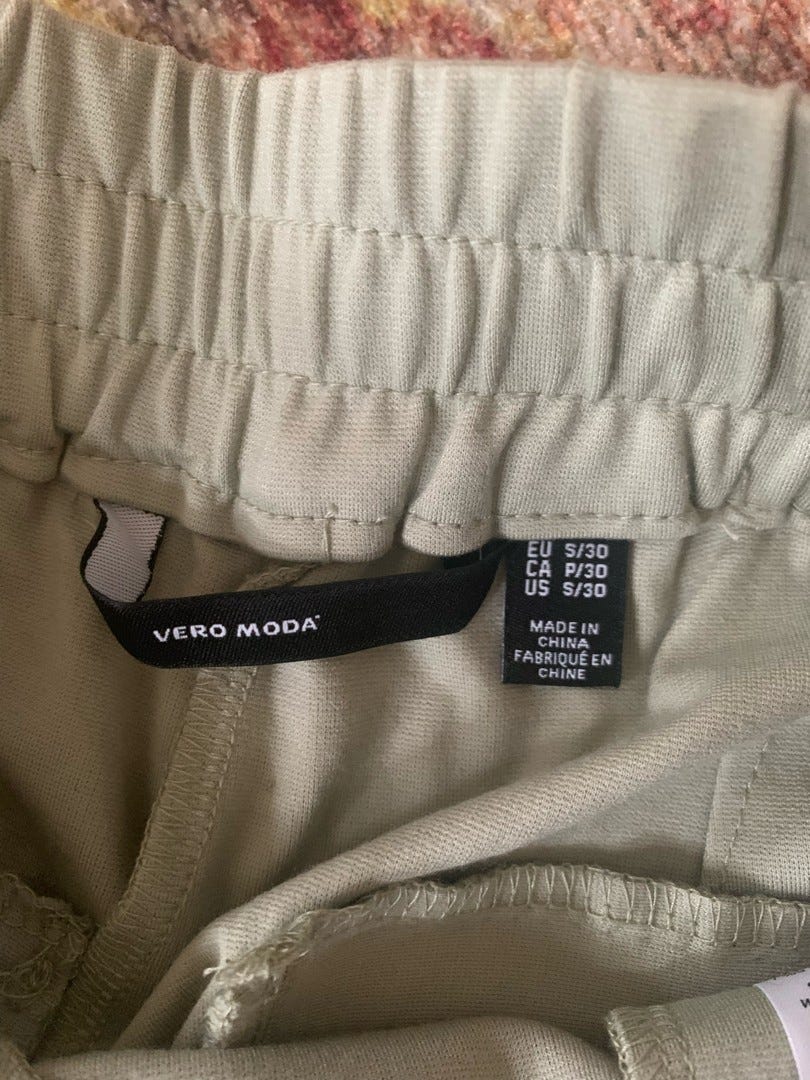 VERO MODA
EU S/30
CA P/30
US S/30
MADE IN
CHINA
FABRIQUÉ EN
CHINE